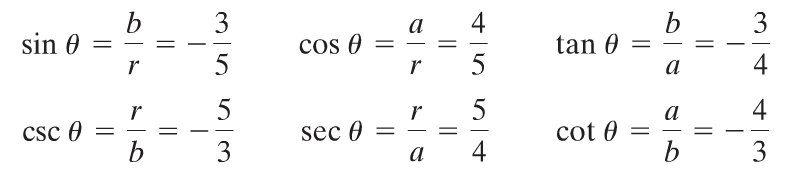 sin θ = b/r = −3/5 cos θ = a/r = 4/5 tan θ = b/a = −3/4
csc θ = r/b = −5/3 sec θ = r/a = 5/4 cot θ = a/b = −4/3